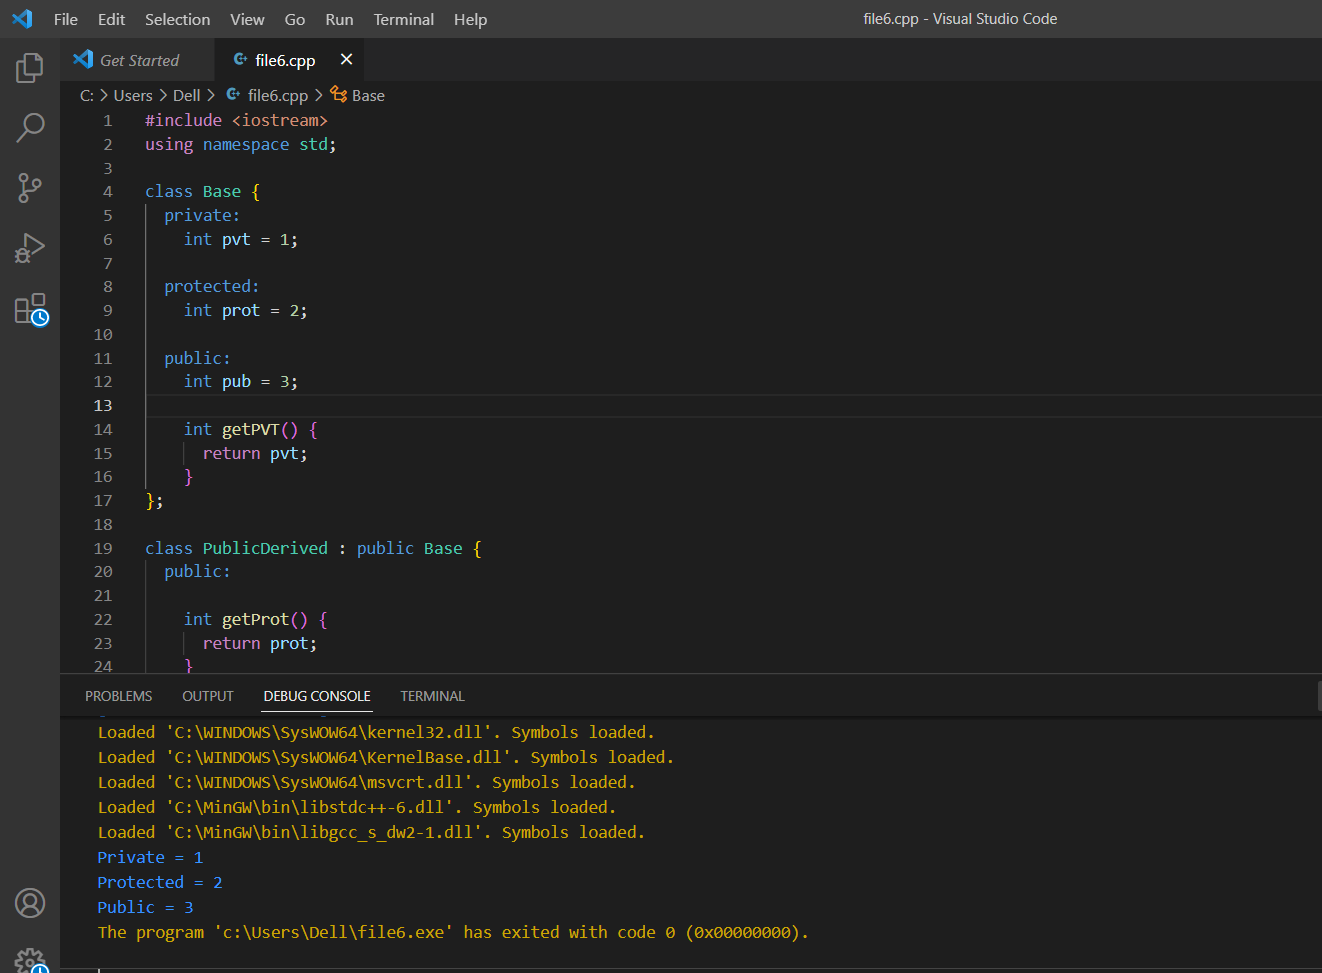 File Edit Selection View Go Run Terminal Help file6.cpp - Visual Studio Code
Get Started file6.cpp
C: > Users > Dell > file6.cpp > Base
1 #include <iostream>
2 using namespace std;
3
4 class Base {
5 private:
6 int pvt = 1;
7
8 protected:
9 int prot = 2;
10
11 public:
12 int pub = 3;
13
14 int getPVT() {
15 return pvt;
16 }
17 };
18
19 class PublicDerived : public Base {
20 public:
21
22 int getProt() {
23 return prot;
24 }
PROBLEMS OUTPUT DEBUG CONSOLE TERMINAL
Loaded 'C:\WINDOWS\SysWOW64\kernel32.dll'. Symbols loaded.
Loaded 'C:\WINDOWS\SysWOW64\KernelBase.dll'. Symbols loaded.
Loaded 'C:\WINDOWS\SysWOW64\msvcrt.dll'. Symbols loaded.
Loaded 'C:\MinGW\bin\libstdc++-6.dll'. Symbols loaded.
Loaded 'C:\MinGW\bin\libgcc_s_dw2-1.dll'. Symbols loaded.
Private = 1
Protected = 2
Public = 3
The program 'c:\Users\Dell\file6.exe' has exited with code 0 (0x00000000).